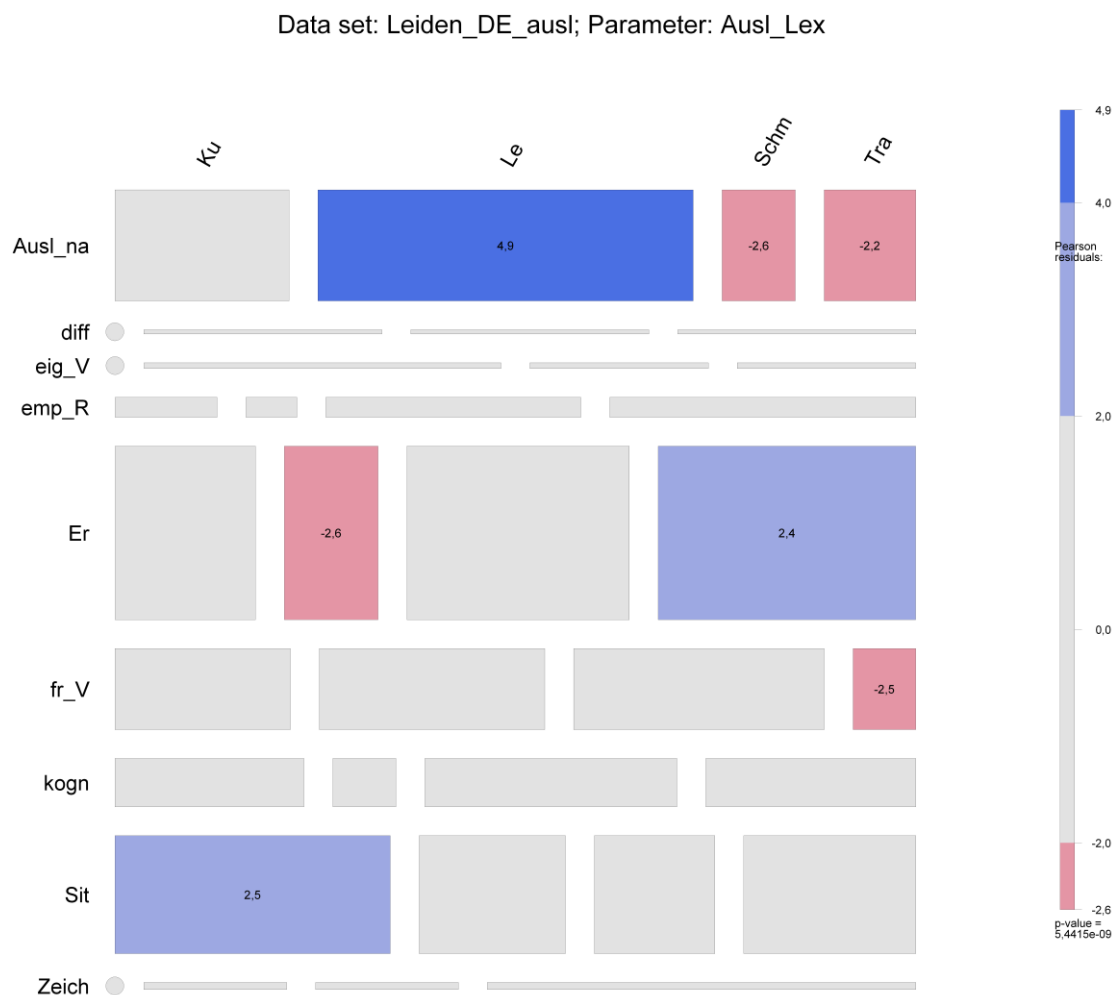 Data set: Leiden_DE_ausl; Parameter: Ausl_Lex
Ku Le Schm Tra
4,9
4,0
Ausl_na 4,9 -2,6 -2,2
Pearson
residuals:
diff
eig_V
emp_R
2,0
Er -2,6 2,4
0,0
fr_V -2,5
kogn
-2,0
Sit 2,5
-2,6
p-value =
5,4415e-09
Zeich